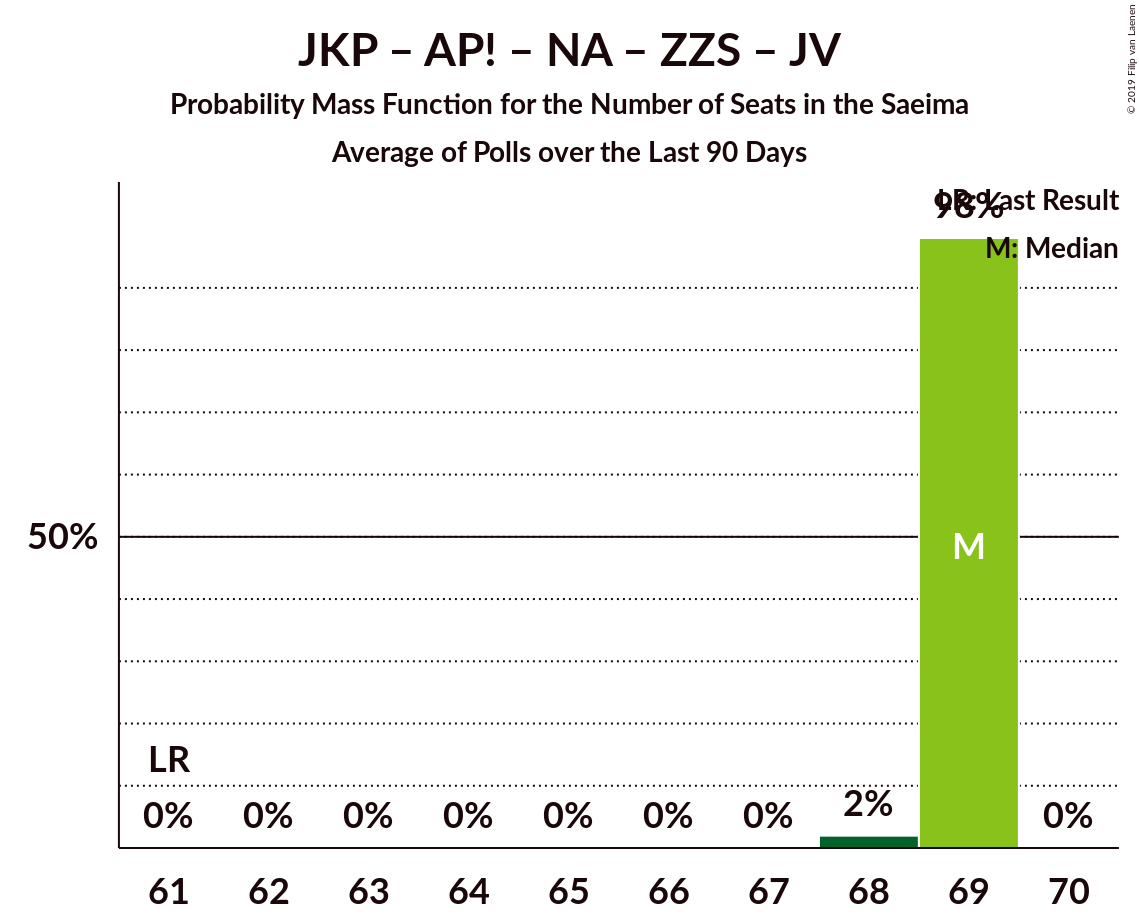 JKP – AP! – NA – ZZS – JV
Probability Mass Function for the Number of Seats in the Saeima
Average of Polls over the Last 90 Days
© 2019 Filip van Laenen
98%
LR: Last Result
M: Median
50%
M
LR
0% 0% 0% 0% 0% 0% 0% 2% 0%
61 62 63 64 65 66 67 68 69 70